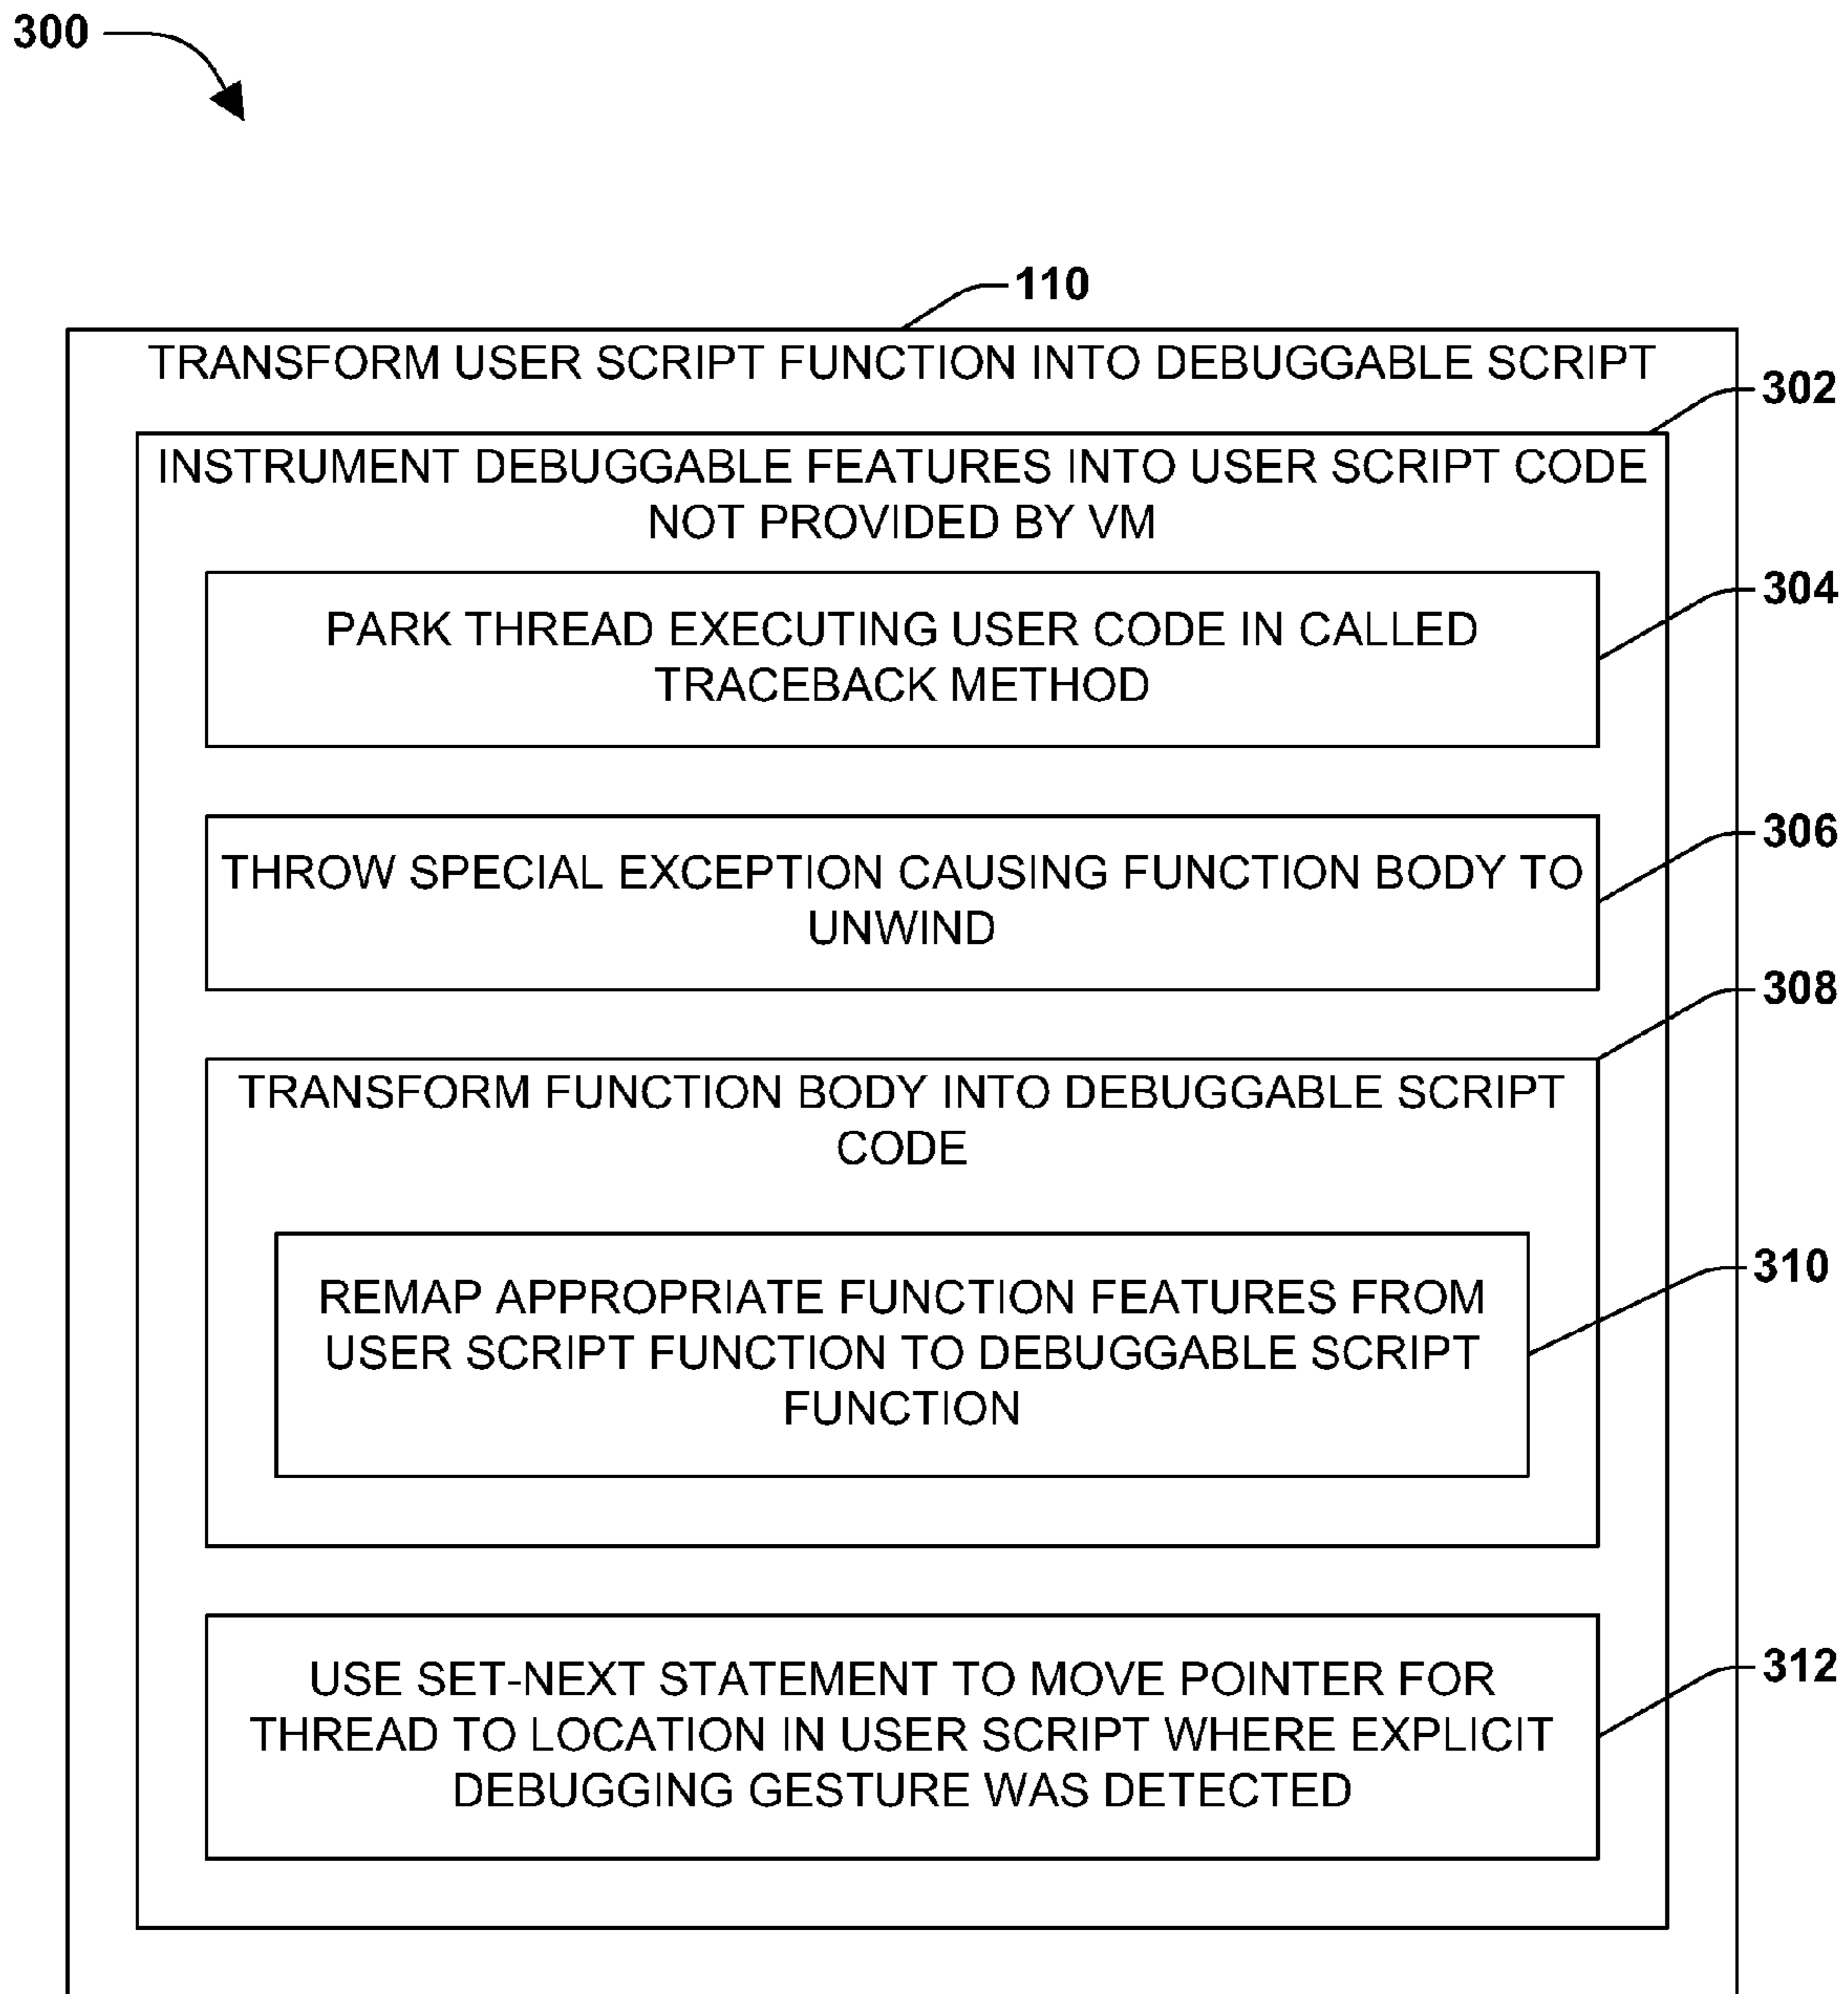 300
110
TRANSFORM USER SCRIPT FUNCTION INTO DEBUGGABLE SCRIPT
302
INSTRUMENT DEBUGGABLE FEATURES INTO USER SCRIPT CODE
NOT PROVIDED BY VM
304
PARK THREAD EXECUTING USER CODE IN CALLED
TRACEBACK METHOD
306
THROW SPECIAL EXCEPTION CAUSING FUNCTION BODY TO
UNWIND
308
TRANSFORM FUNCTION BODY INTO DEBUGGABLE SCRIPT
CODE
310
REMAP APPROPRIATE FUNCTION FEATURES FROM
USER SCRIPT FUNCTION TO DEBUGGABLE SCRIPT
FUNCTION
312
USE SET-NEXT STATEMENT TO MOVE POINTER FOR
THREAD TO LOCATION IN USER SCRIPT WHERE EXPLICIT
DEBUGGING GESTURE WAS DETECTED